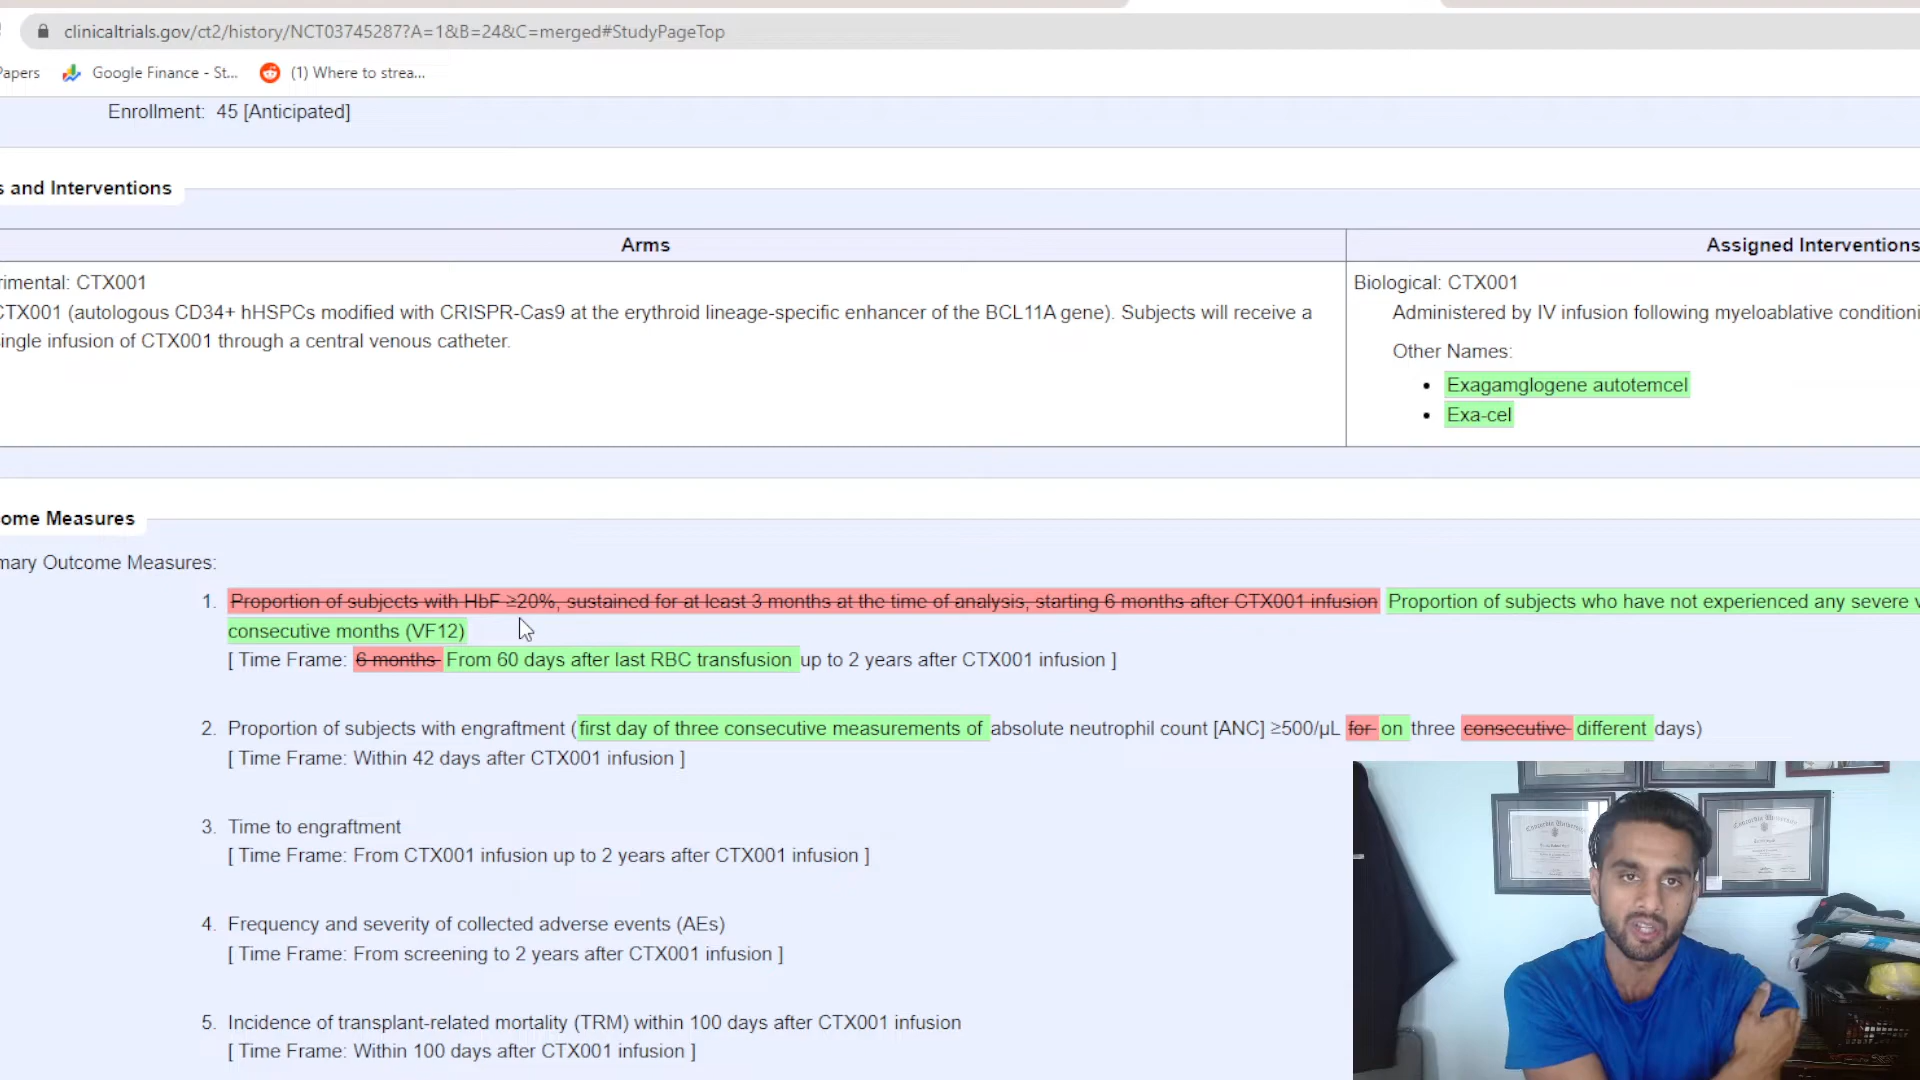 clinicaltrials.gov/ct2/history/NCT03745287?A=1&B=24&C=merged#StudyPageTop
Papers Google Finance - St... (1) Where to strea...
Enrollment: 45 [Anticipated]
s and Interventions
Arms Assigned Interventions
rimental: CTX001 Biological: CTX001
CTX001 (autologous CD34+ hHSPCs modified with CRISPR-Cas9 at the erythroid lineage-specific enhancer of the BCL11A gene). Subjects will receive a Administered by IV infusion following myeloablative conditioni
ingle infusion of CTX001 through a central venous catheter.
Other Names:
• Exagamglogene autotemcel
• Exa-cel
ome Measures
mary Outcome Measures:
1. Proportion of subjects with HbF ≥20%, sustained for at least 3 months at the time of analysis, starting 6 months after CTX001 infusion Proportion of subjects who have not experienced any severe v
consecutive months (VF12)
[ Time Frame: 6 months From 60 days after last RBC transfusion up to 2 years after CTX001 infusion ]
2. Proportion of subjects with engraftment (first day of three consecutive measurements of absolute neutrophil count [ANC] ≥500/µL for on three consecutive different days)
[ Time Frame: Within 42 days after CTX001 infusion ]
3. Time to engraftment
[ Time Frame: From CTX001 infusion up to 2 years after CTX001 infusion ]
4. Frequency and severity of collected adverse events (AEs)
[ Time Frame: From screening to 2 years after CTX001 infusion ]
5. Incidence of transplant-related mortality (TRM) within 100 days after CTX001 infusion
[ Time Frame: Within 100 days after CTX001 infusion ]
Concordia University